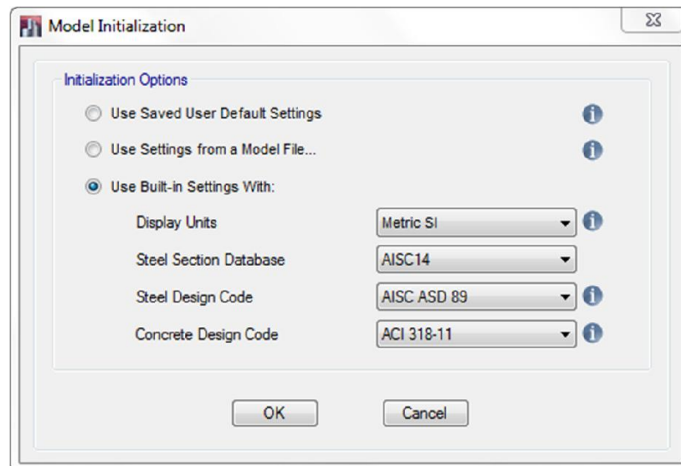 Model Initialization
Initialization Options
Use Saved User Default Settings
Use Settings from a Model File...
Use Built-in Settings With:
Display Units Metric SI
Steel Section Database AISC14
Steel Design Code AISC ASD 89
Concrete Design Code ACI 318-11
OK Cancel